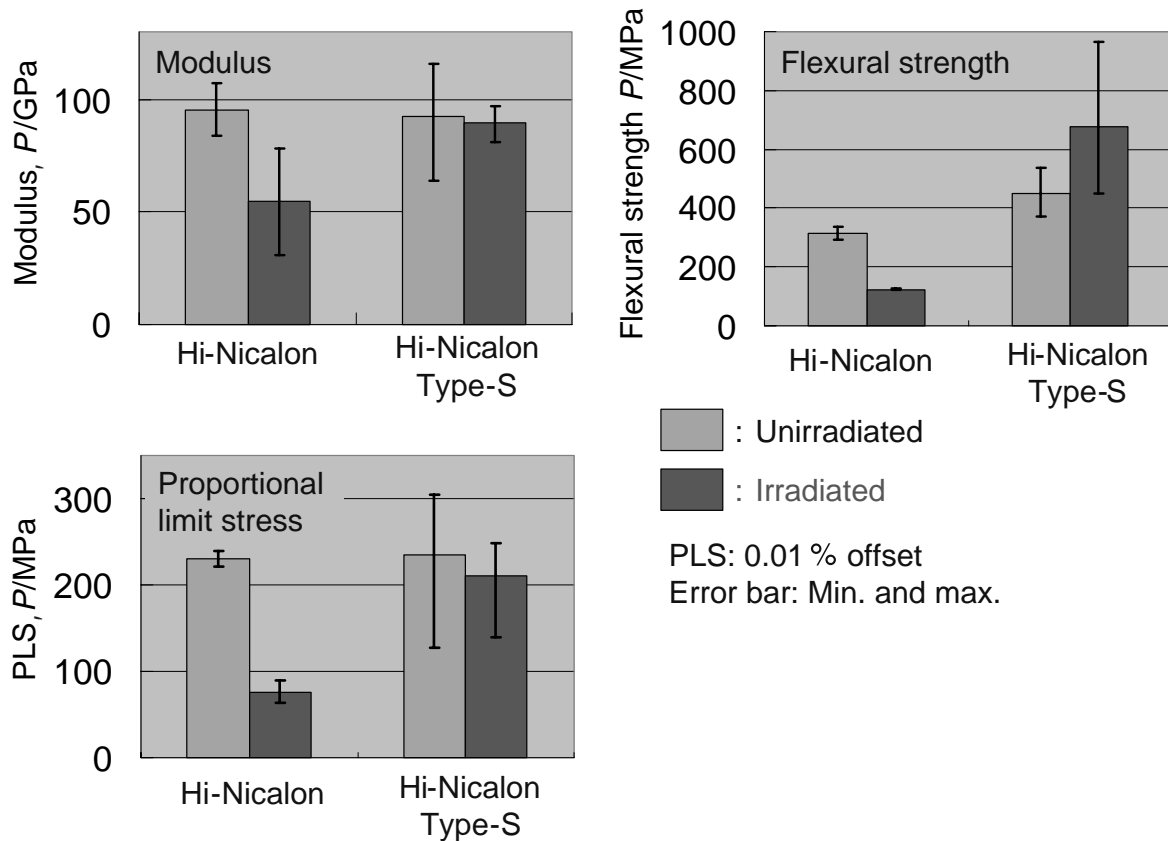 Modulus
Modulus, P/GPa
100
50
0
Hi-Nicalon
Hi-Nicalon
Type-S
Flexural strength
Flexural strength P/MPa
1000
800
600
400
200
0
Hi-Nicalon
Hi-Nicalon
Type-S
: Unirradiated
: Irradiated
PLS: 0.01 % offset
Error bar: Min. and max.
Proportional
limit stress
PLS, P/MPa
300
200
100
0
Hi-Nicalon
Hi-Nicalon
Type-S